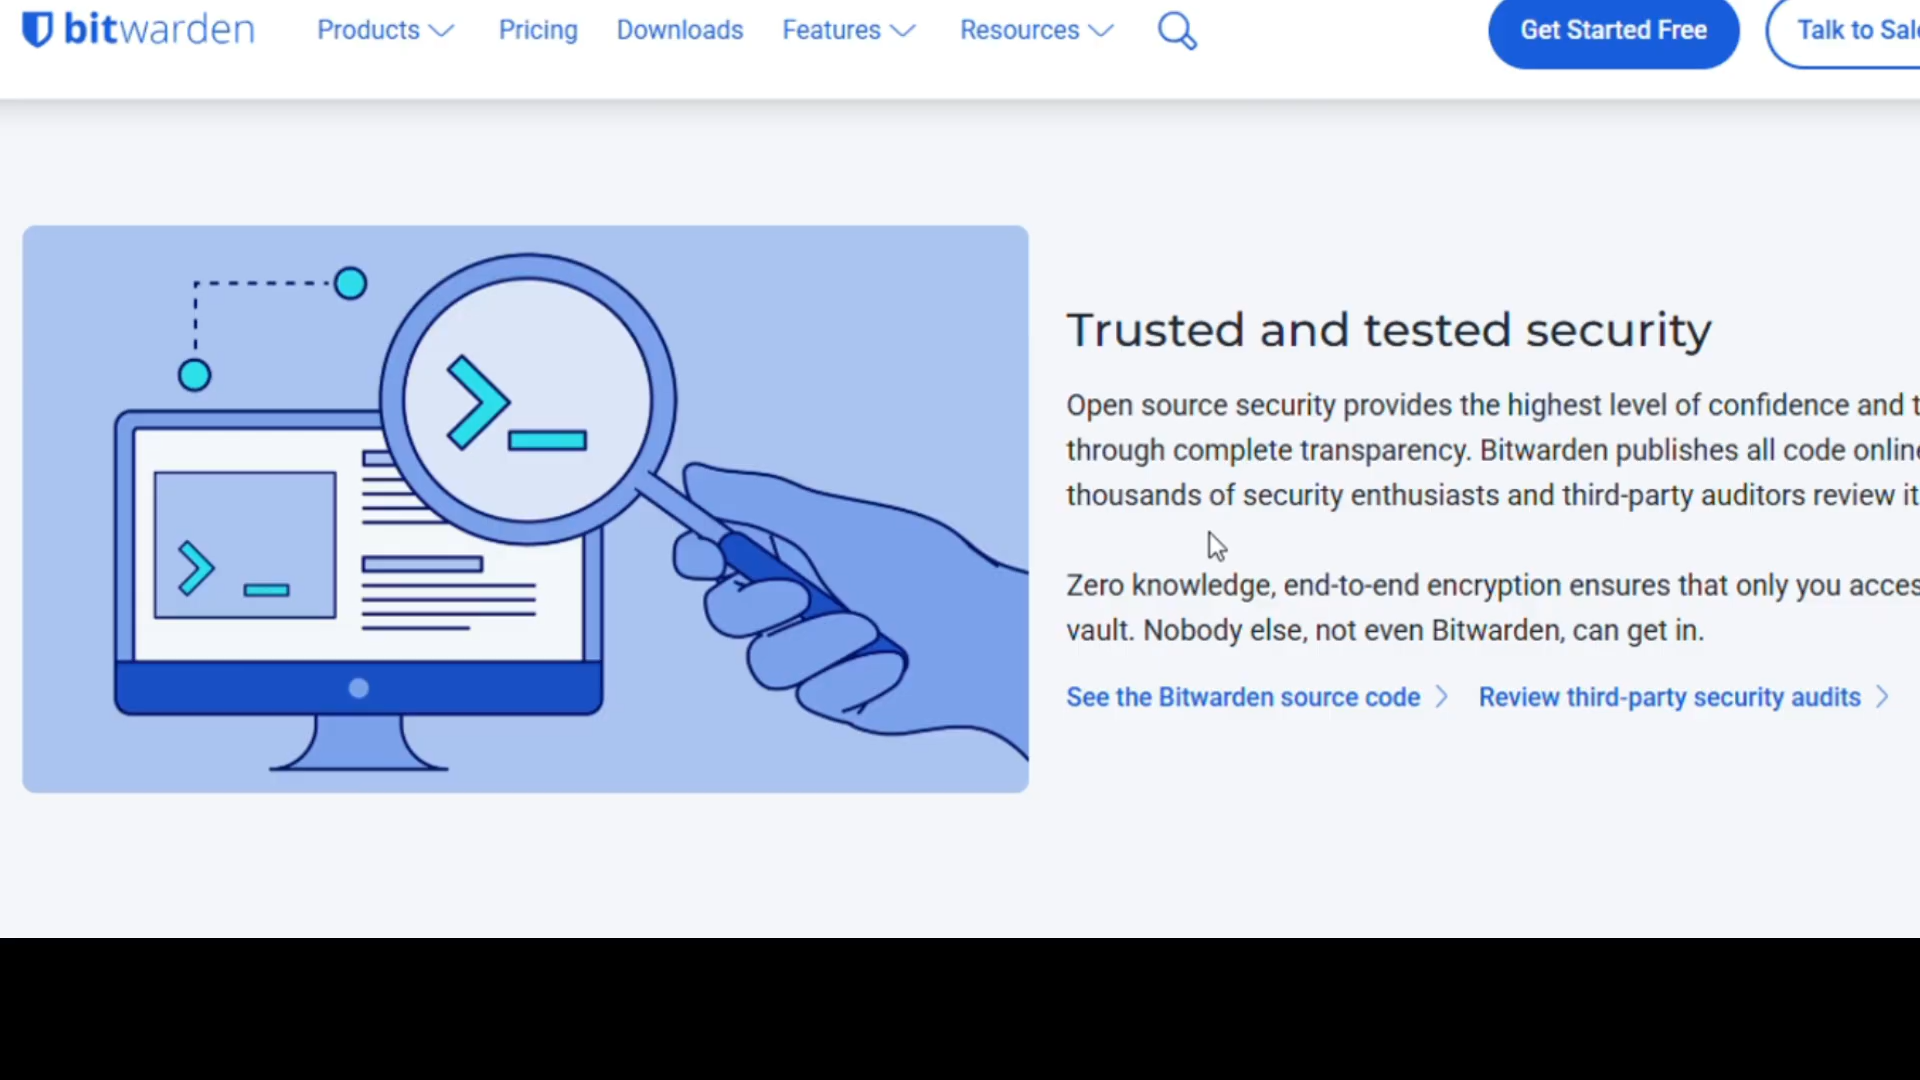 bitwarden Products Pricing Downloads Features Resources Get Started Free Talk to
Trusted and tested security
Open source security provides the highest level of confidence and
through complete transparency. Bitwarden publishes all code
thousands of security enthusiasts and third-party auditors review it
Zero knowledge, end-to-end encryption ensures that only you
vault. Nobody else, not even Bitwarden, can get in.
See the Bitwarden source code Review third-party security audits